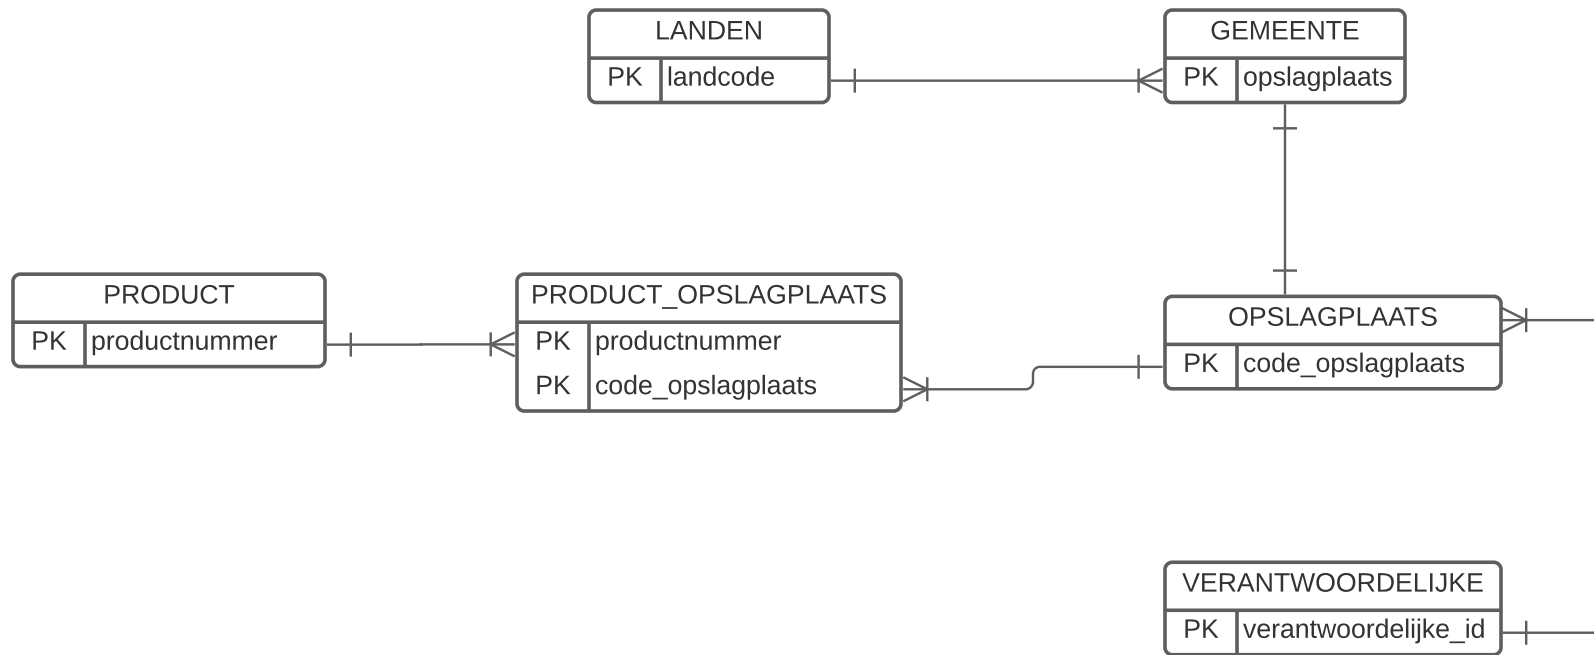 LANDEN
PK landcode
GEMEENTE
PK opslagplaats
PRODUCT
PK productnummer
PRODUCT_OPSLAGPLAATS
PK productnummer
PK code_opslagplaats
OPSLAGPLAATS
PK code_opslagplaats
VERANTWOORDELIJKE
PK verantwoordelijke_id